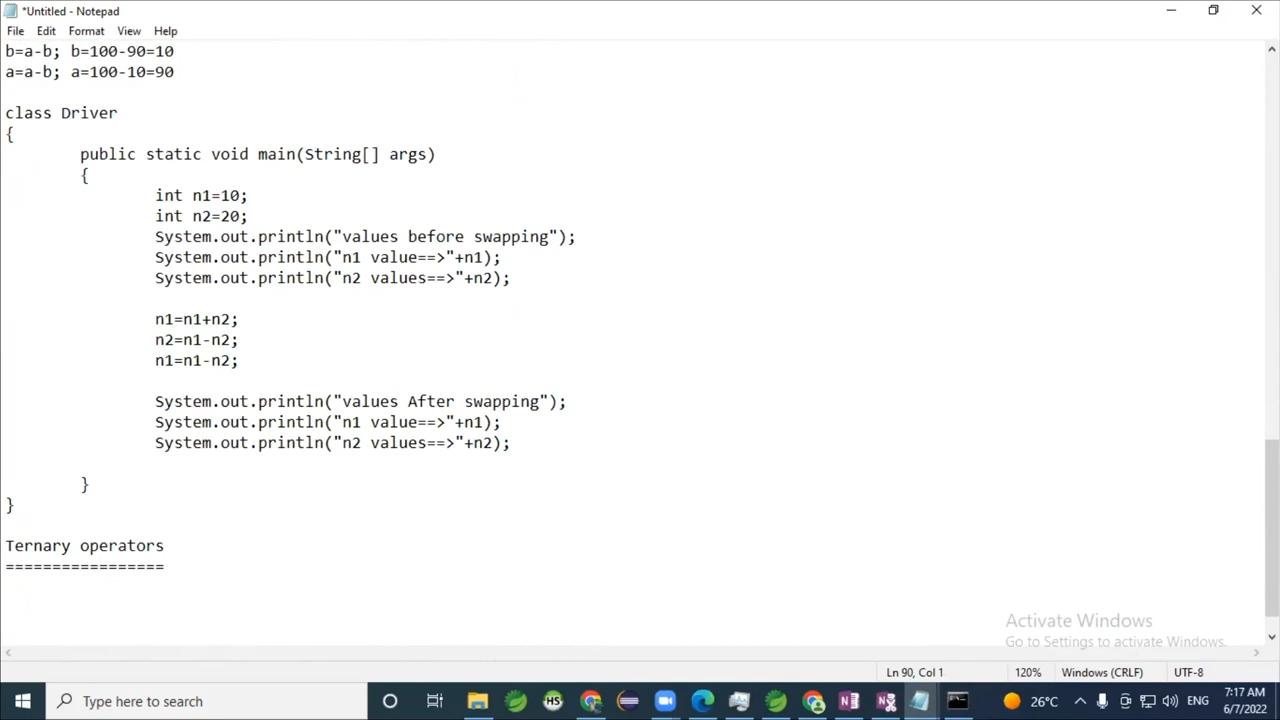 *Untitled - Notepad
File Edit Format View Help
b=a-b; b=100-90=10
a=a-b; a=100-10=90
class Driver
{
public static void main(String[] args)
{
int n1=10;
int n2=20;
System.out.println("values before swapping");
System.out.println("n1 value==>"+n1);
System.out.println("n2 values==>"+n2);
n1=n1+n2;
n2=n1-n2;
n1=n1-n2;
System.out.println("values After swapping");
System.out.println("n1 value==>"+n1);
System.out.println("n2 values==>"+n2);
}
}
Ternary operators
=================
Activate Windows
Go to Settings to activate Windows.
Ln 90, Col 1 120% Windows (CRLF) UTF-8
Type here to search HS 26°C ENG 7:17 AM
6/7/2022